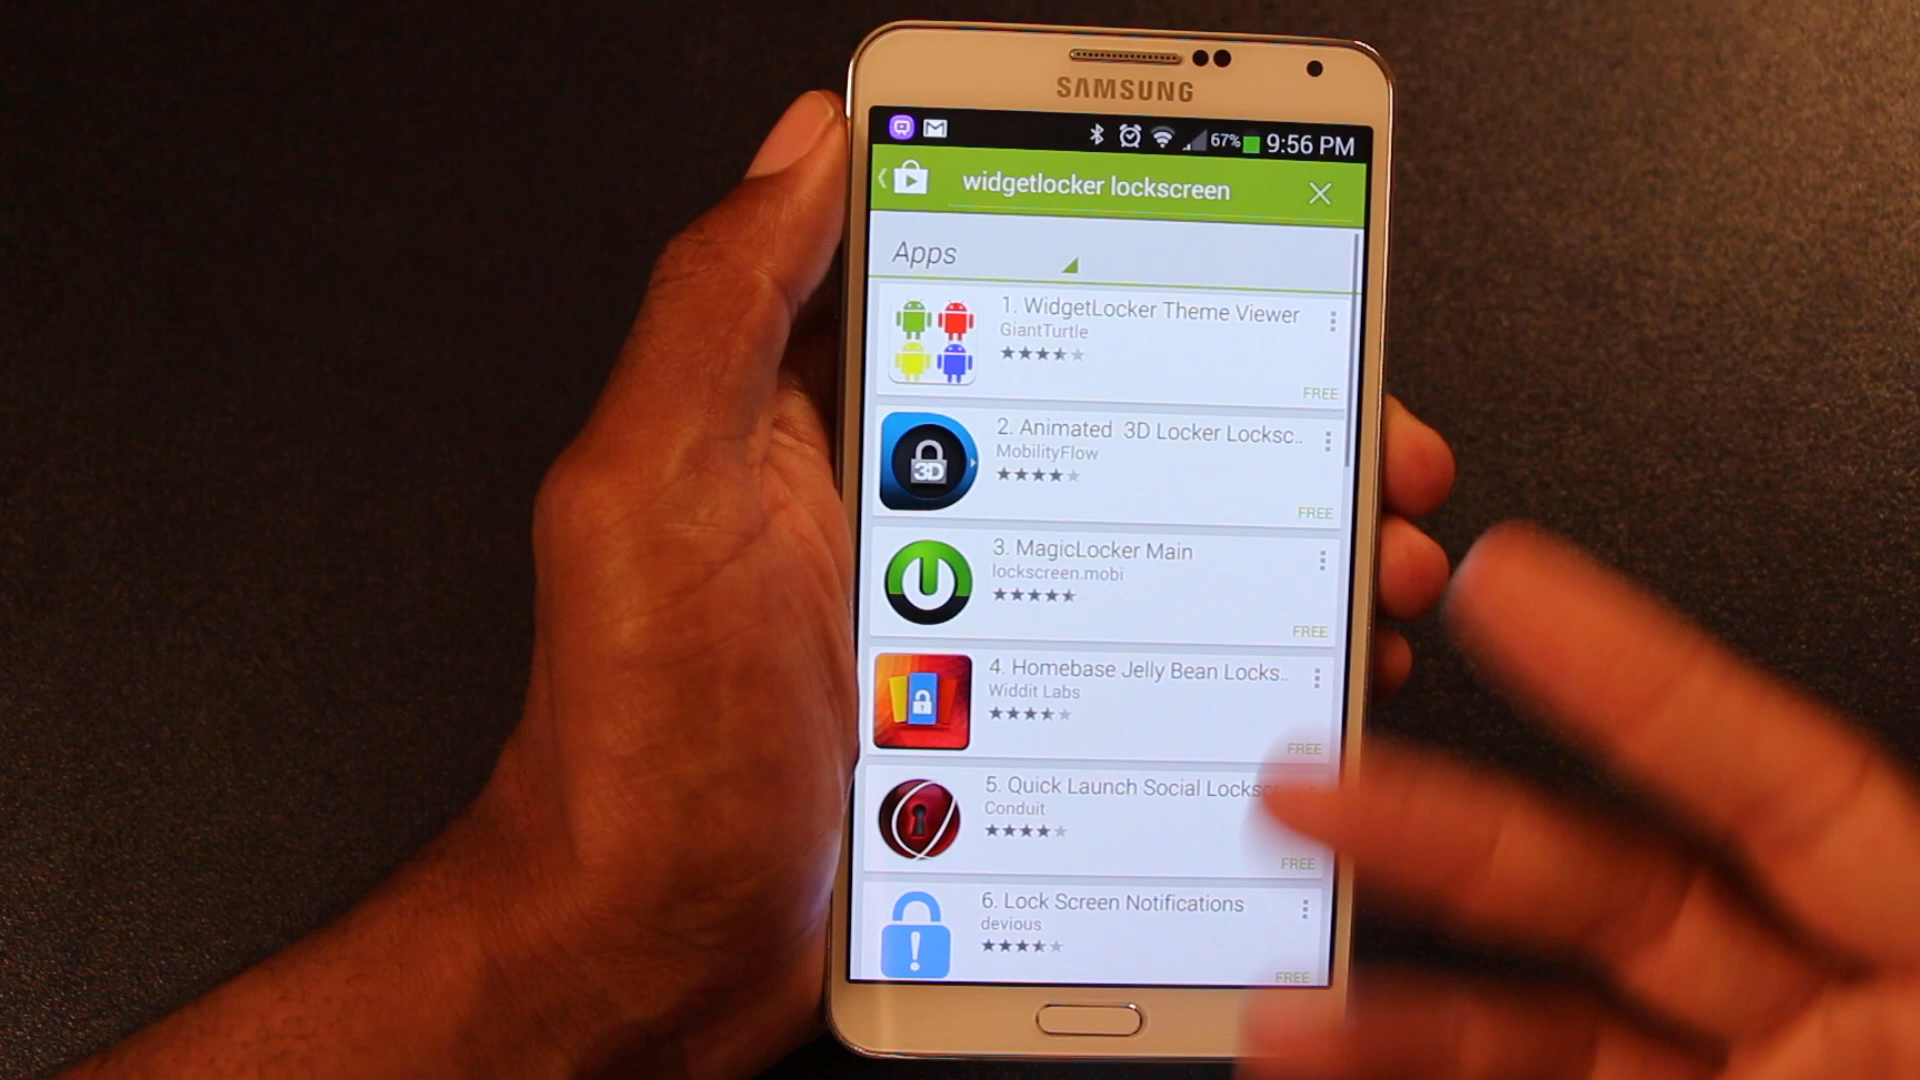 SAMSUNG
67% 9:56 PM
widgetlocker lockscreen
Apps
1. WidgetLocker Theme Viewer
GiantTurtle
FREE
2. Animated 3D Locker Locksc..
MobilityFlow
3D
FREE
3. MagicLocker Main
lockscreen.mobi
FREE
4. Homebase Jelly Bean Locks..
Widdit Labs
FREE
5. Quick Launch Social Locksc
Conduit
FREE
6. Lock Screen Notifications
devious
FREE